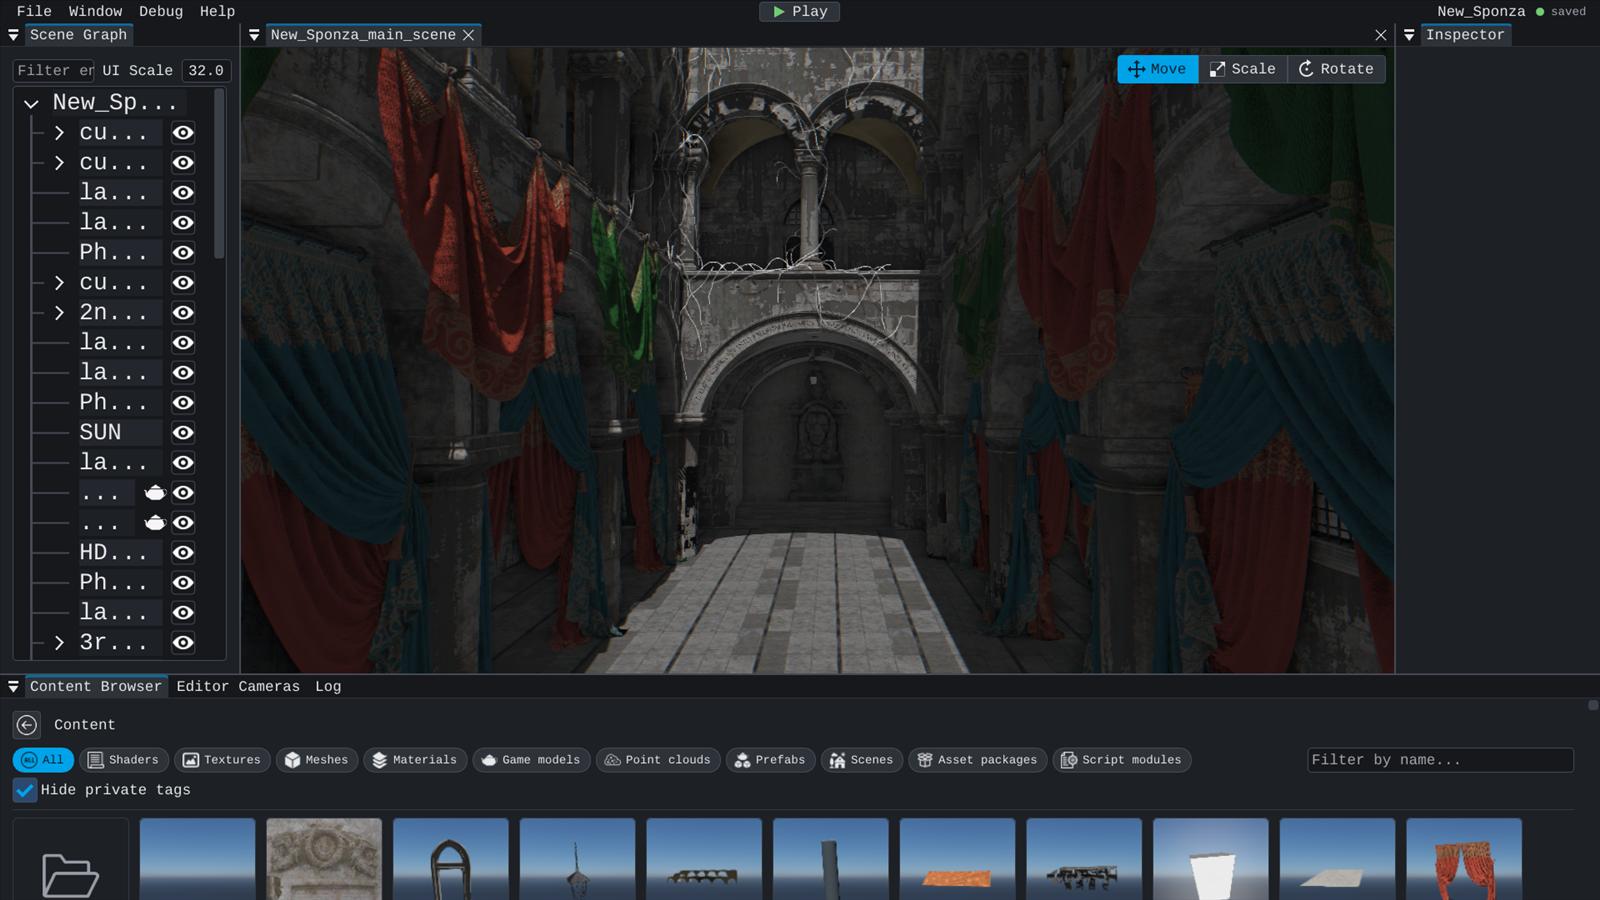 File Window Debug Help Play New_Sponza saved
Scene Graph New_Sponza_main_scene Inspector
Filter er UI Scale 32.0 Move Scale Rotate
New_Sp...
cu...
cu...
la...
la...
Ph...
cu...
2n...
la...
la...
Ph...
SUN
la...
...
...
HD...
Ph...
la...
3r...
Content Browser Editor Cameras Log
Content
ALL All Shaders Textures Meshes Materials Game models Point clouds Prefabs Scenes Asset packages Script modules Filter by name...
Hide private tags